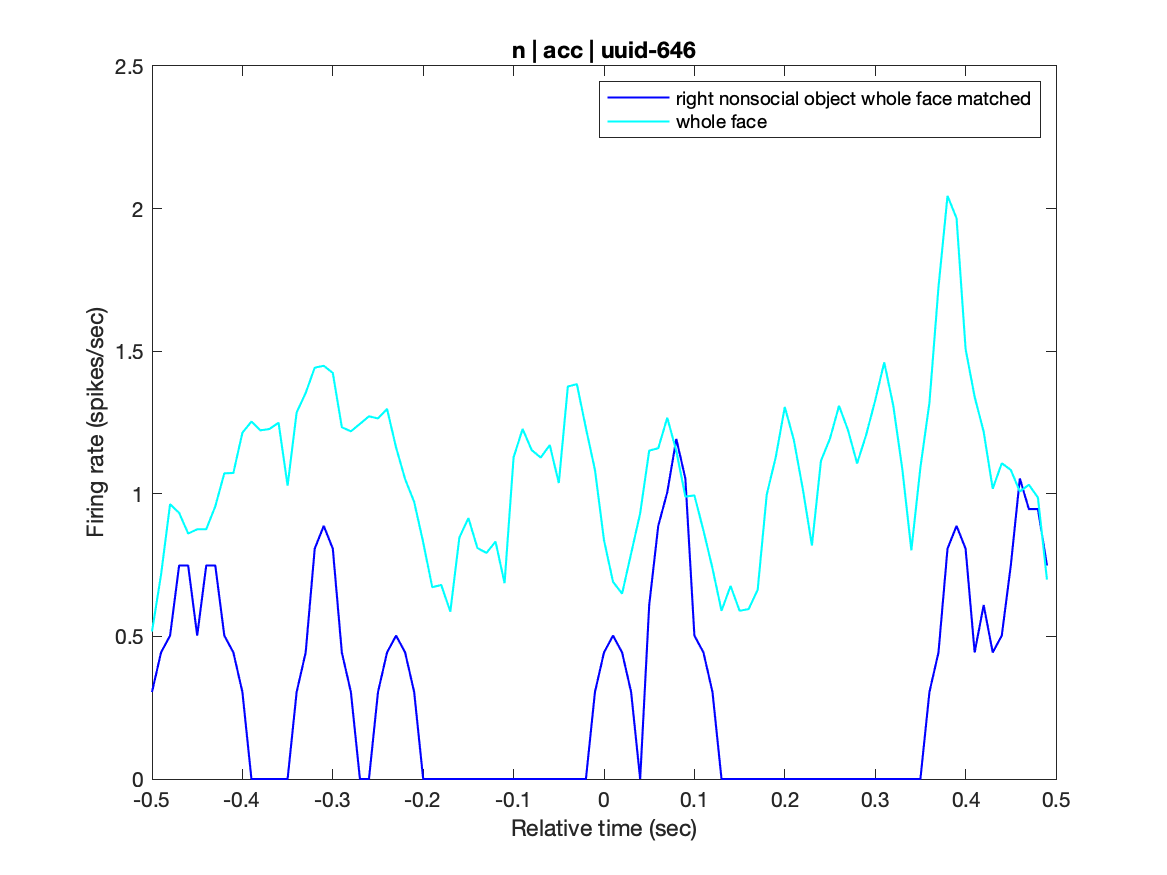 n | acc | uuid-646
right nonsocial object whole face matched
whole face
Firing rate (spikes/sec)
2.5
2
1.5
1
0.5
0
-0.5 -0.4 -0.3 -0.2 -0.1 0 0.1 0.2 0.3 0.4 0.5
Relative time (sec)